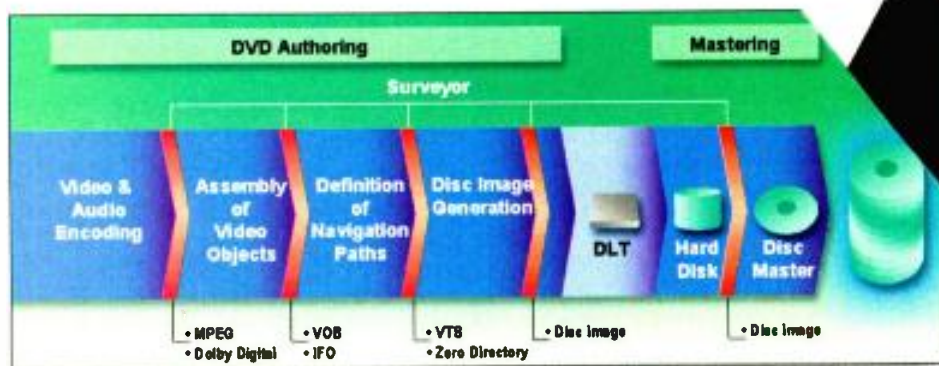 DVD Authoring
Mastering
Surveyor
Video &
Audio
Encoding
Assembly
of
Video
Objects
Definition
of
Navigation
Paths
Disc Image
Generation
DLT
Hard
Disk
Disc
Master
• MPEG
• Dolby Digital
• VOB
• IFO
• VTS
• Zero Directory
• Disc image
• Disc image